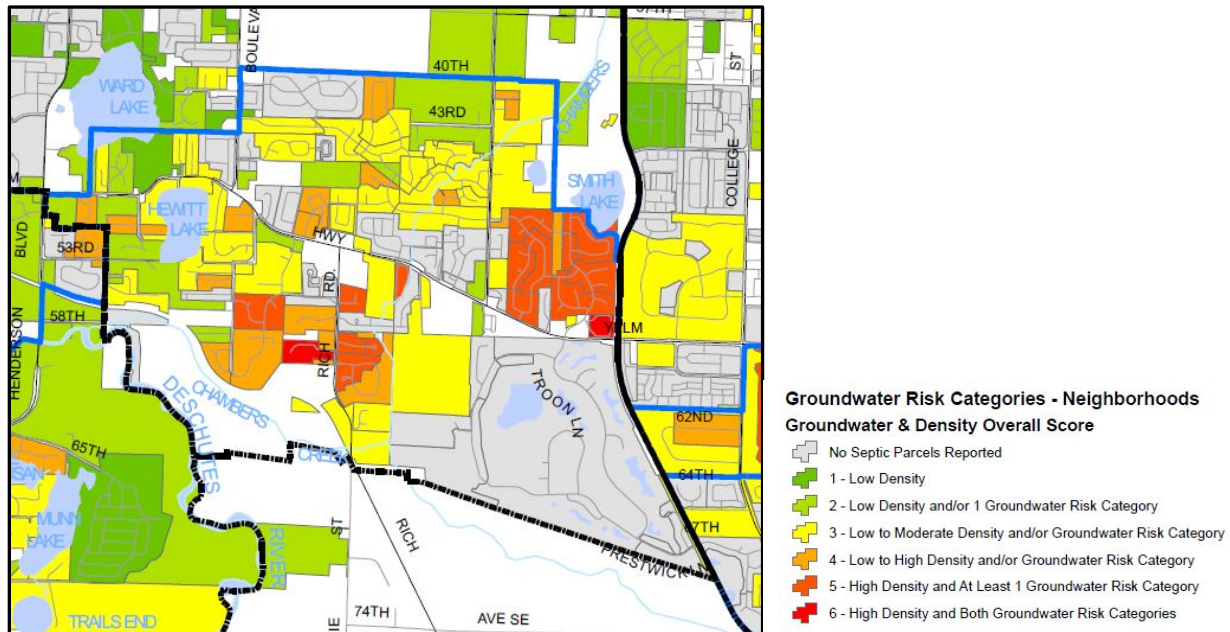 37TH
BOULEVA
40TH
ST
WARD
LAKE
CHAMBERS
43RD
COLLEGE
M
SMITH
LAKE
HEWITT
LAKE
BLVD
53RD
HWY
RD.
58TH
YELM
HENDERSON
RICH
TROON LN
CHAMBERS
DESCHUTES
62ND
65TH
CREEK
64TH
SAN
MUNN
LAKE
RIVER
ST
RICH
67TH
PRESTWICK LN
74TH
AVE SE
TRAILS END
IE
Groundwater Risk Categories - Neighborhoods
Groundwater & Density Overall Score
No Septic Parcels Reported
1 - Low Density
2 - Low Density and/or 1 Groundwater Risk Category
3 - Low to Moderate Density and/or Groundwater Risk Category
4 - Low to High Density and/or Groundwater Risk Category
5 - High Density and At Least 1 Groundwater Risk Category
6 - High Density and Both Groundwater Risk Categories